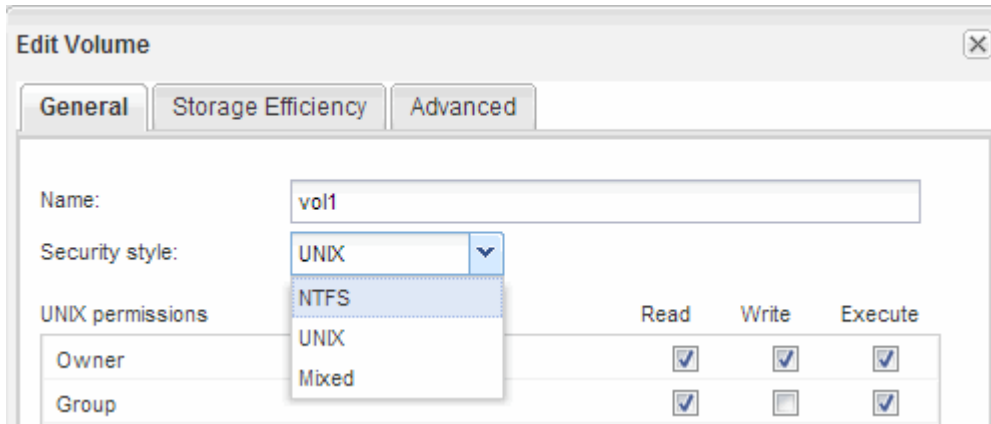 Edit Volume
General Storage Efficiency Advanced
Name: vol1
Security style: UNIX
NTFS
UNIX permissions Read Write Execute
UNIX
Owner
Mixed
Group